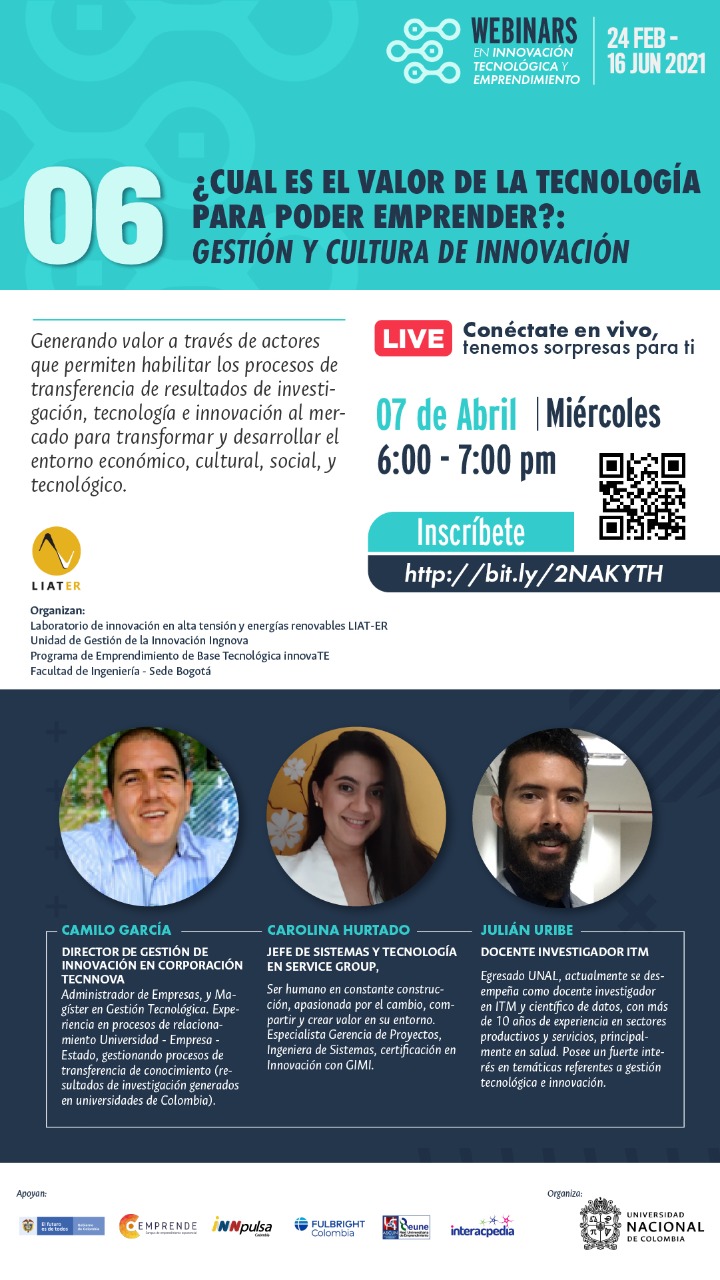 WEBINARS
EN INNOVACIÓN
TECNOLÓGICA Y
EMPRENDIMIENTO
24 FEB -
16 JUN 2021
06
¿CUAL ES EL VALOR DE LA TECNOLOGÍA
PARA PODER EMPRENDER?:
GESTIÓN Y CULTURA DE INNOVACIÓN
Generando valor a través de actores
que permiten habilitar los procesos de
transferencia de resultados de investi-
gación, tecnología e innovación al mer-
cado para transformar y desarrollar el
entorno económico, cultural, social, y
tecnológico.
LIVE
Conéctate en vivo,
tenemos sorpresas para ti
07 de Abril | Miércoles
6:00 - 7:00 pm
Inscríbete
http://bit.ly/2NAKYTH
LIATER
Organizan:
Laboratorio de innovación en alta tensión y energías renovables LIAT-ER
Unidad de Gestión de la Innovación Ingnova
Programa de Emprendimiento de Base Tecnológica innovaTE
Facultad de Ingeniería - Sede Bogotá
CAMILO GARCÍA
DIRECTOR DE GESTIÓN DE
INNOVACIÓN EN CORPORACIÓN
TECNNOVA
Administrador de Empresas, y Ma-
gíster en Gestión Tecnológica. Expe-
riencia en procesos de relaciona-
miento Universidad - Empresa -
Estado, gestionando procesos de
transferencia de conocimiento (re-
sultados de investigación generados
en universidades de Colombia).
CAROLINA HURTADO
JEFE DE SISTEMAS Y TECNOLOGÍA
EN SERVICE GROUP,
Ser humano en constante construc-
ción, apasionada por el cambio, com-
partir y crear valor en su entorno.
Especialista Gerencia de Proyectos,
Ingeniera de Sistemas, certificación en
Innovación con GIMI.
JULIÁN URIBE
DOCENTE INVESTIGADOR ITM
Egresado UNAL, actualmente se des-
empeña como docente investigador
en ITM y científico de datos, con más
de 10 años de experiencia en sectores
productivos y servicios, principal-
mente en salud. Posee un fuerte inte-
rés en temáticas referentes a gestión
tecnológica e innovación.
Apoyan:
El futuro
es de todos
Gobierno
de Colombia
EMPRENDE
iNNpulsa
Colombia
FULBRIGHT
Colombia
Reune
interacpedia
Organiza:
UNIVERSIDAD
NACIONAL
DE COLOMBIA